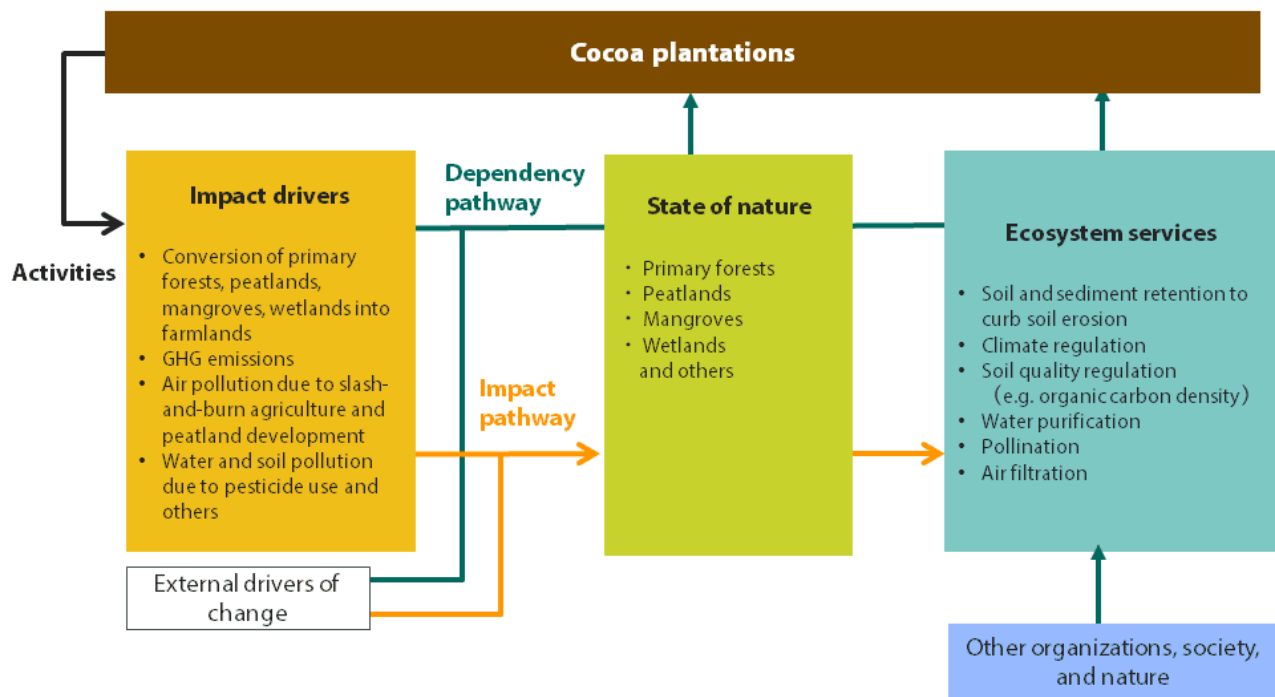 Cocoa plantations
Activities
Impact drivers
• Conversion of primary
forests, peatlands,
mangroves, wetlands into
farmlands
• GHG emissions
• Air pollution due to slash-
and-burn agriculture and
peatland development
• Water and soil pollution
due to pesticide use and
others
External drivers of
change
Dependency
pathway
Impact
pathway
State of nature
・Primary forests
・Peatlands
・Mangroves
・Wetlands
and others
Ecosystem services
• Soil and sediment retention to
curb soil erosion
• Climate regulation
• Soil quality regulation
（e.g. organic carbon density）
• Water purification
• Pollination
• Air filtration
Other organizations, society,
and nature